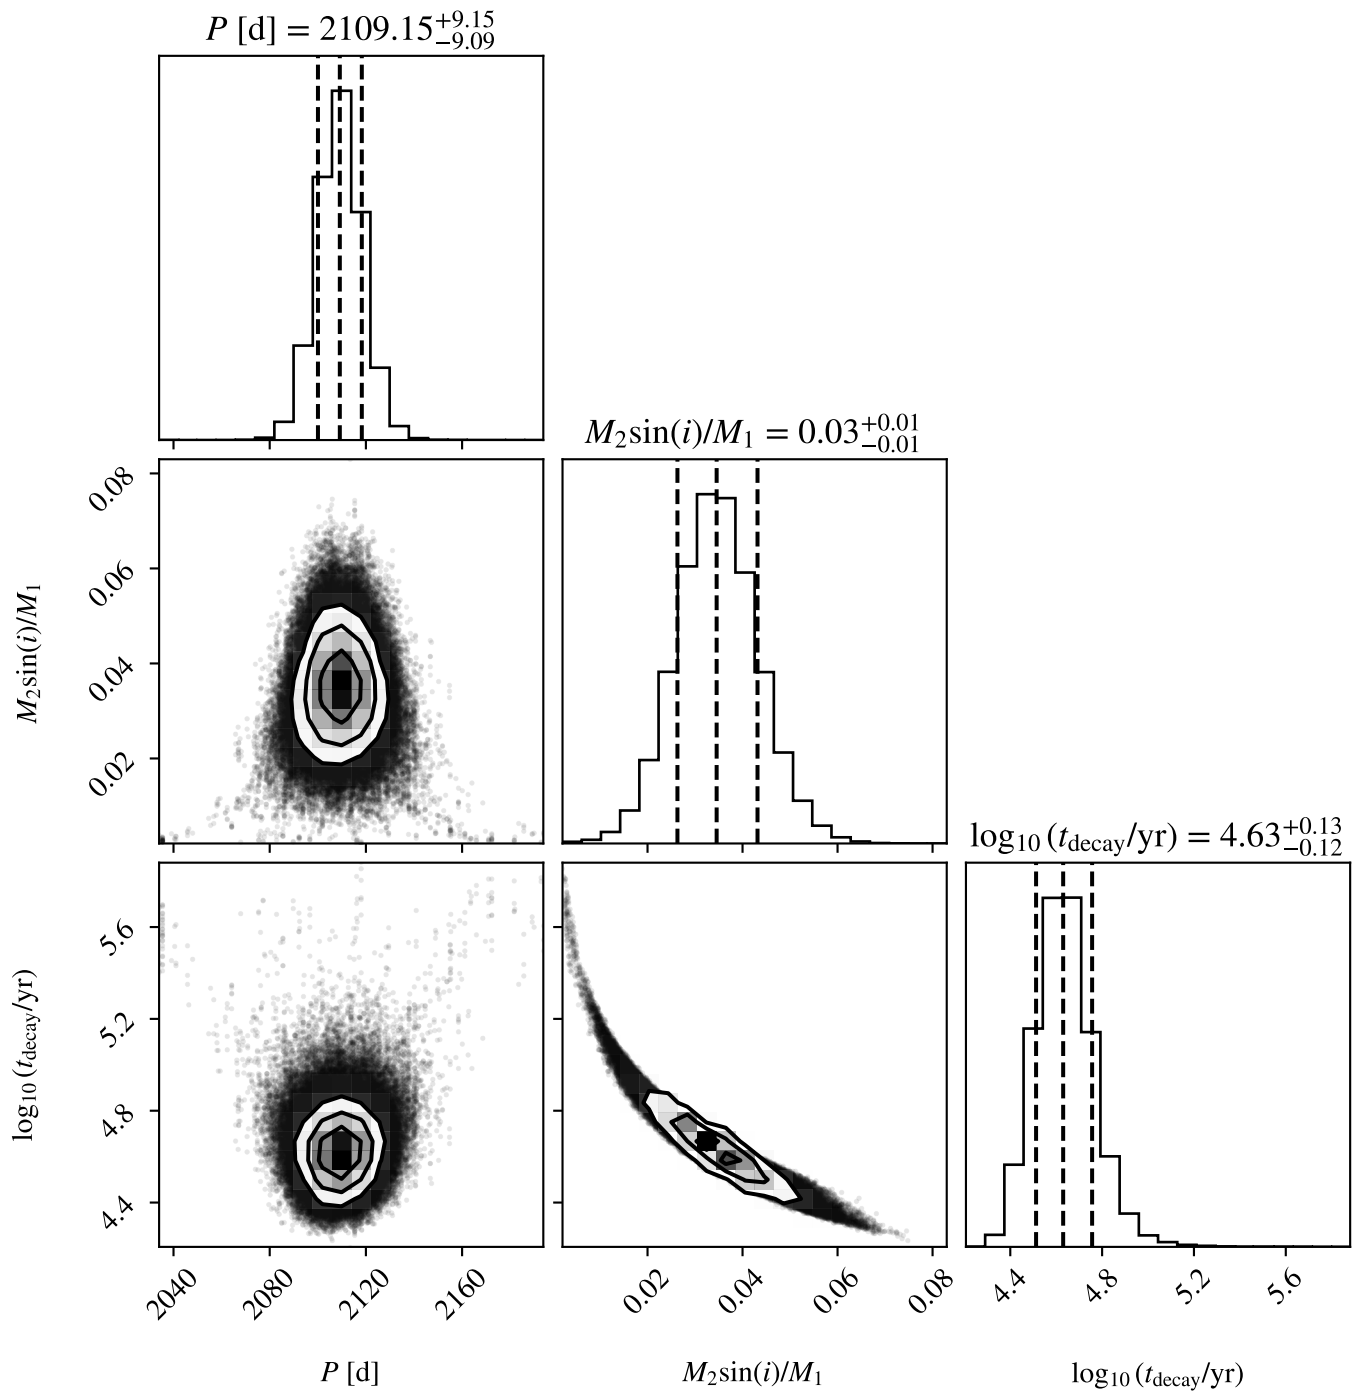 P [d] = 2109.15 +9.15 −9.09
M₂sin(i)/M₁ = 0.03 +0.01 −0.01
0.08
0.06
0.04
0.02
M₂sin(i)/M₁
log₁₀ (t_decay/yr) = 4.63 +0.13 −0.12
5.6
5.2
4.8
4.4
log₁₀ (t_decay/yr)
2040 2080 2120 2160
0.02 0.04 0.06 0.08
4.4 4.8 5.2 5.6
P [d]
M₂sin(i)/M₁
log₁₀ (t_decay/yr)